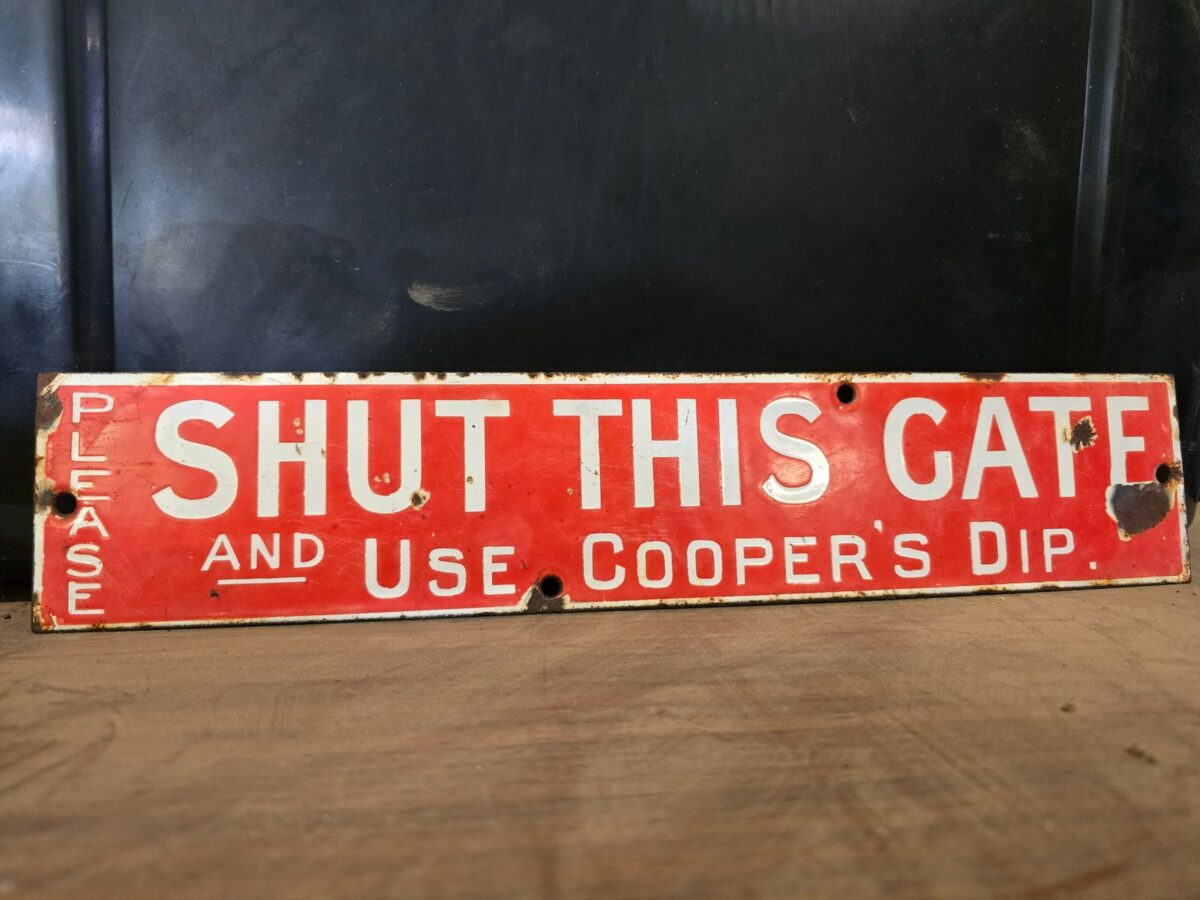 PLEASE
SHUT THIS GATE
AND USE COOPER'S DIP.